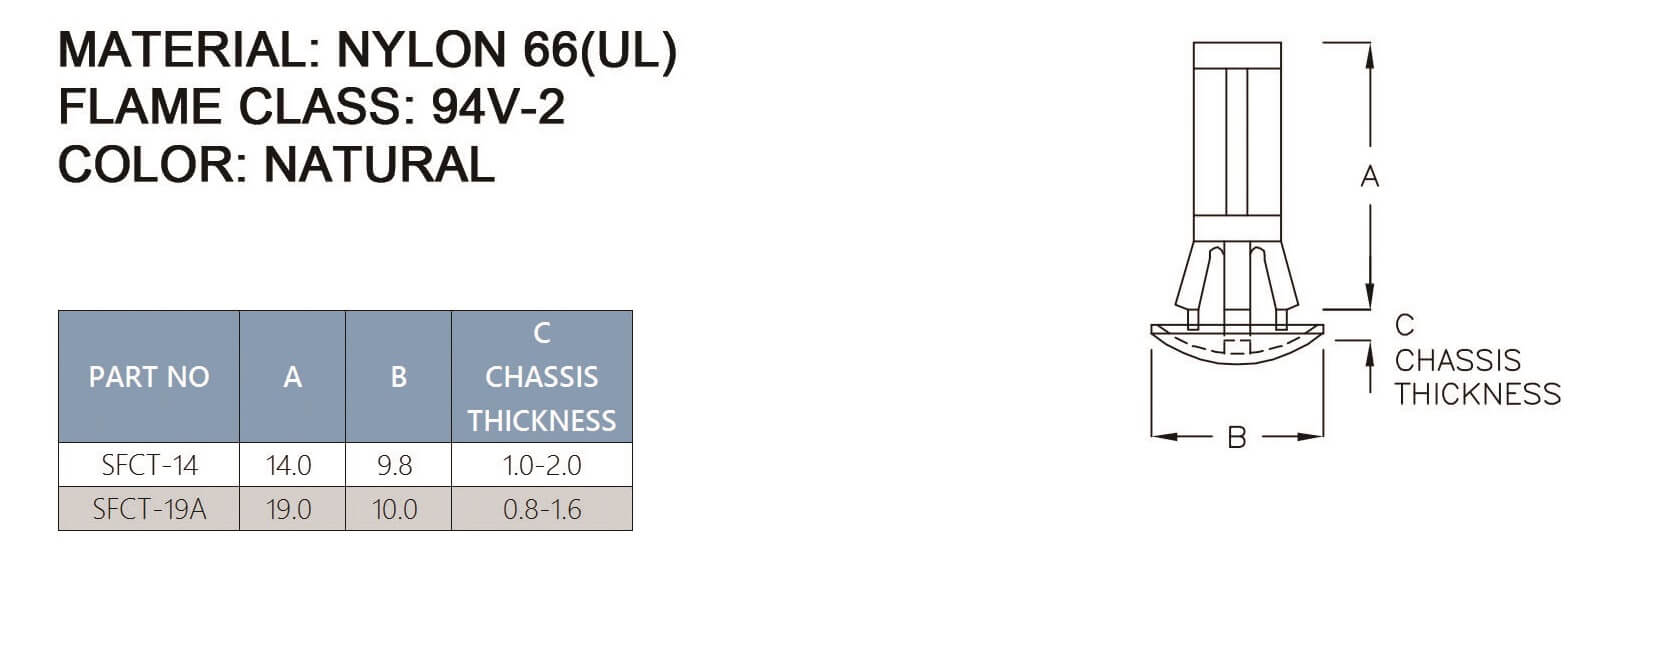 MATERIAL: NYLON 66(UL)
FLAME CLASS: 94V-2
COLOR: NATURAL
PART NO A B C CHASSIS THICKNESS
SFCT-14 14.0 9.8 1.0-2.0
SFCT-19A 19.0 10.0 0.8-1.6
A
C
CHASSIS
THICKNESS
B